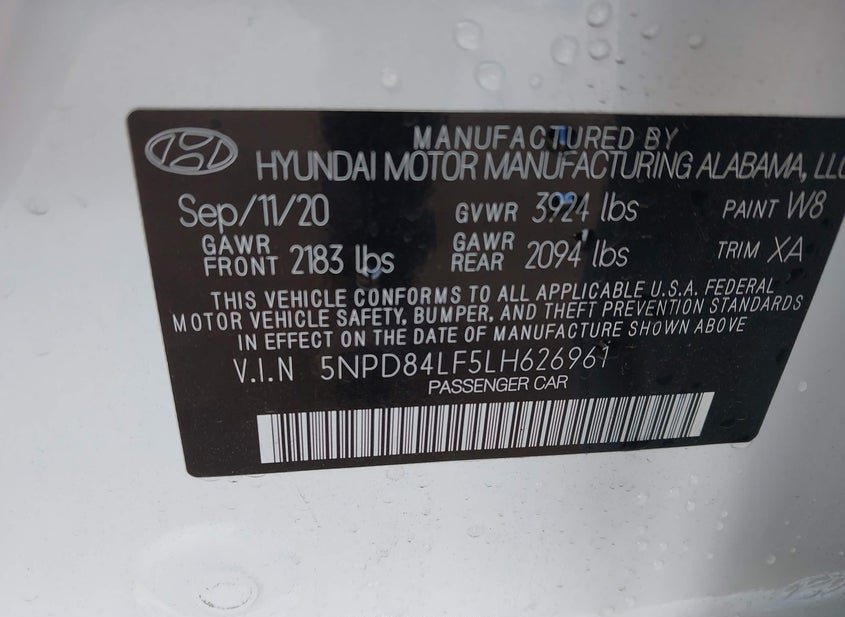 MANUFACTURED BY
HYUNDAI MOTOR MANUFACTURING ALABAMA, LLC
Sep/11/20 GVWR 3924 lbs PAINT W8
GAWR FRONT 2183 lbs GAWR REAR 2094 lbs TRIM XA
THIS VEHICLE CONFORMS TO ALL APPLICABLE U.S.A. FEDERAL
MOTOR VEHICLE SAFETY, BUMPER, AND THEFT PREVENTION STANDARDS
IN EFFECT ON THE DATE OF MANUFACTURE SHOWN ABOVE
V.I.N 5NPD84LF5LH626961
PASSENGER CAR